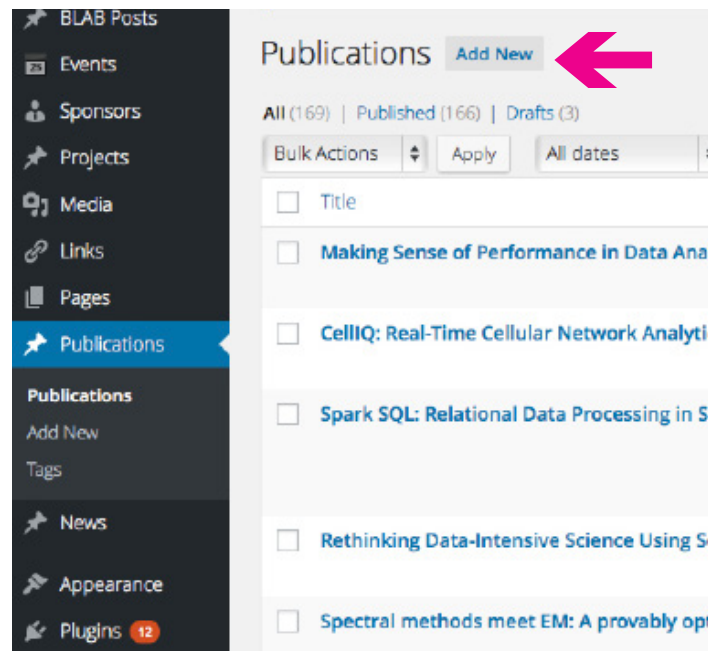 BLAB Posts
25 Events
Sponsors
Projects
Media
Links
Pages
Publications
Publications
Add New
Tags
News
Appearance
Plugins 12
Publications Add New
All (169) | Published (166) | Drafts (3)
Bulk Actions Apply All dates
Title
Making Sense of Performance in Data Ana
CellIQ: Real-Time Cellular Network Analyti
Spark SQL: Relational Data Processing in S
Rethinking Data-Intensive Science Using S
Spectral methods meet EM: A provably opt